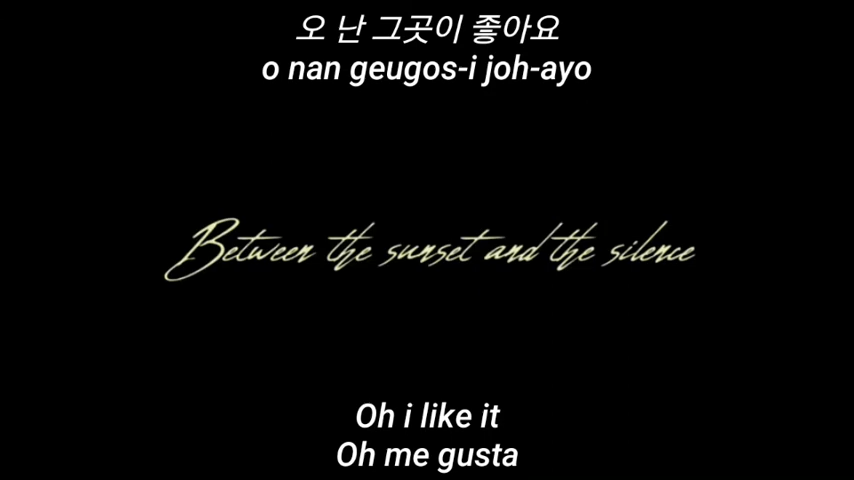 오 난 그곳이 좋아요
o nan geugos-i joh-ayo
Between the sunset and the silence
Oh i like it
Oh me gusta